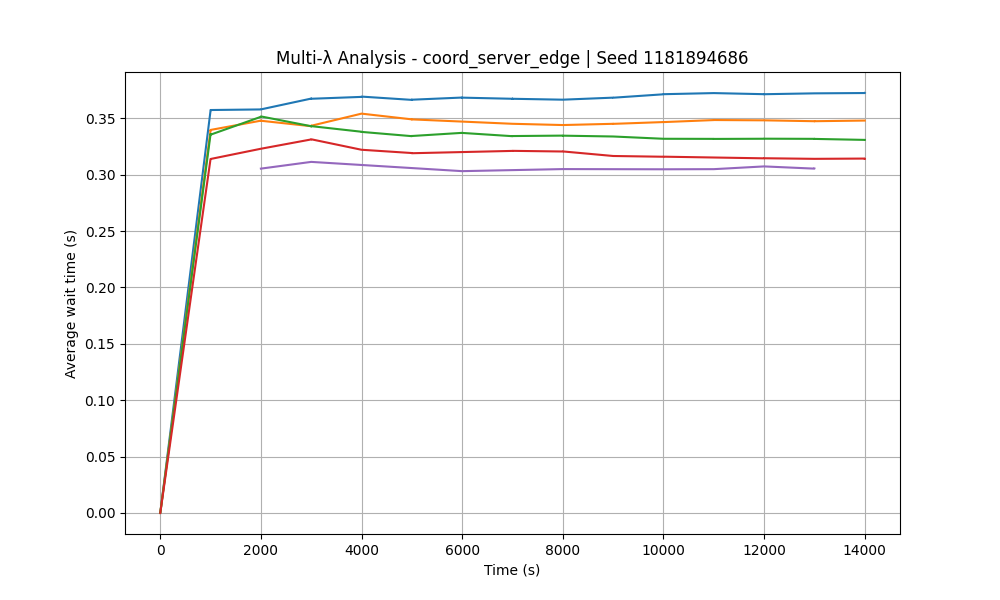 Multi-λ Analysis - coord_server_edge | Seed 1181894686
Average wait time (s)
0.35
0.30
0.25
0.20
0.15
0.10
0.05
0.00
0 2000 4000 6000 8000 10000 12000 14000
Time (s)